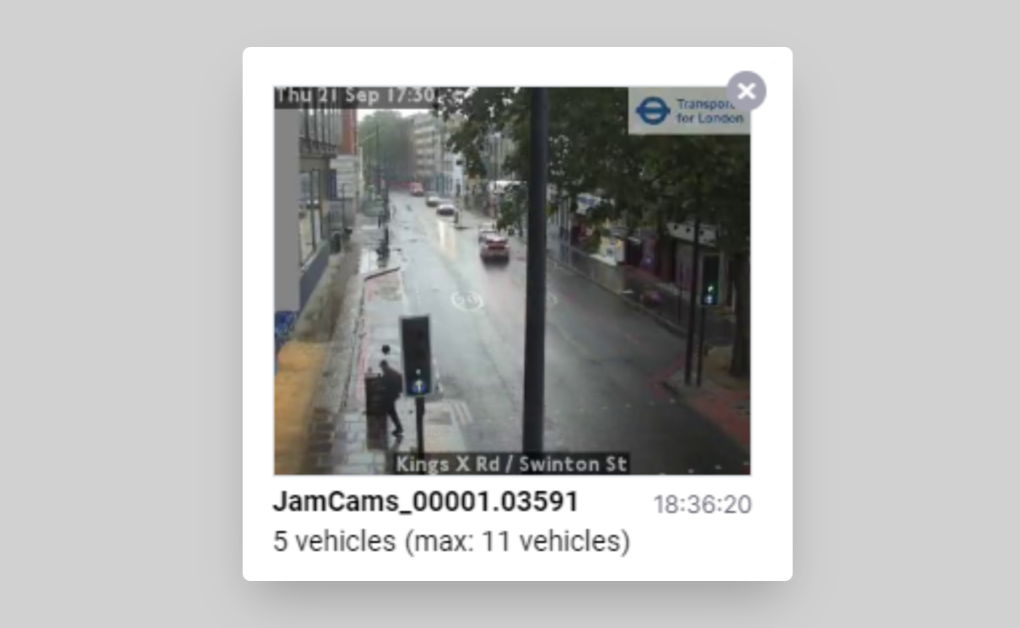 Thu 21 Sep 17:30
Transport
for London
Kings X Rd / Swinton St
JamCams_00001.03591
18:36:20
5 vehicles (max: 11 vehicles)